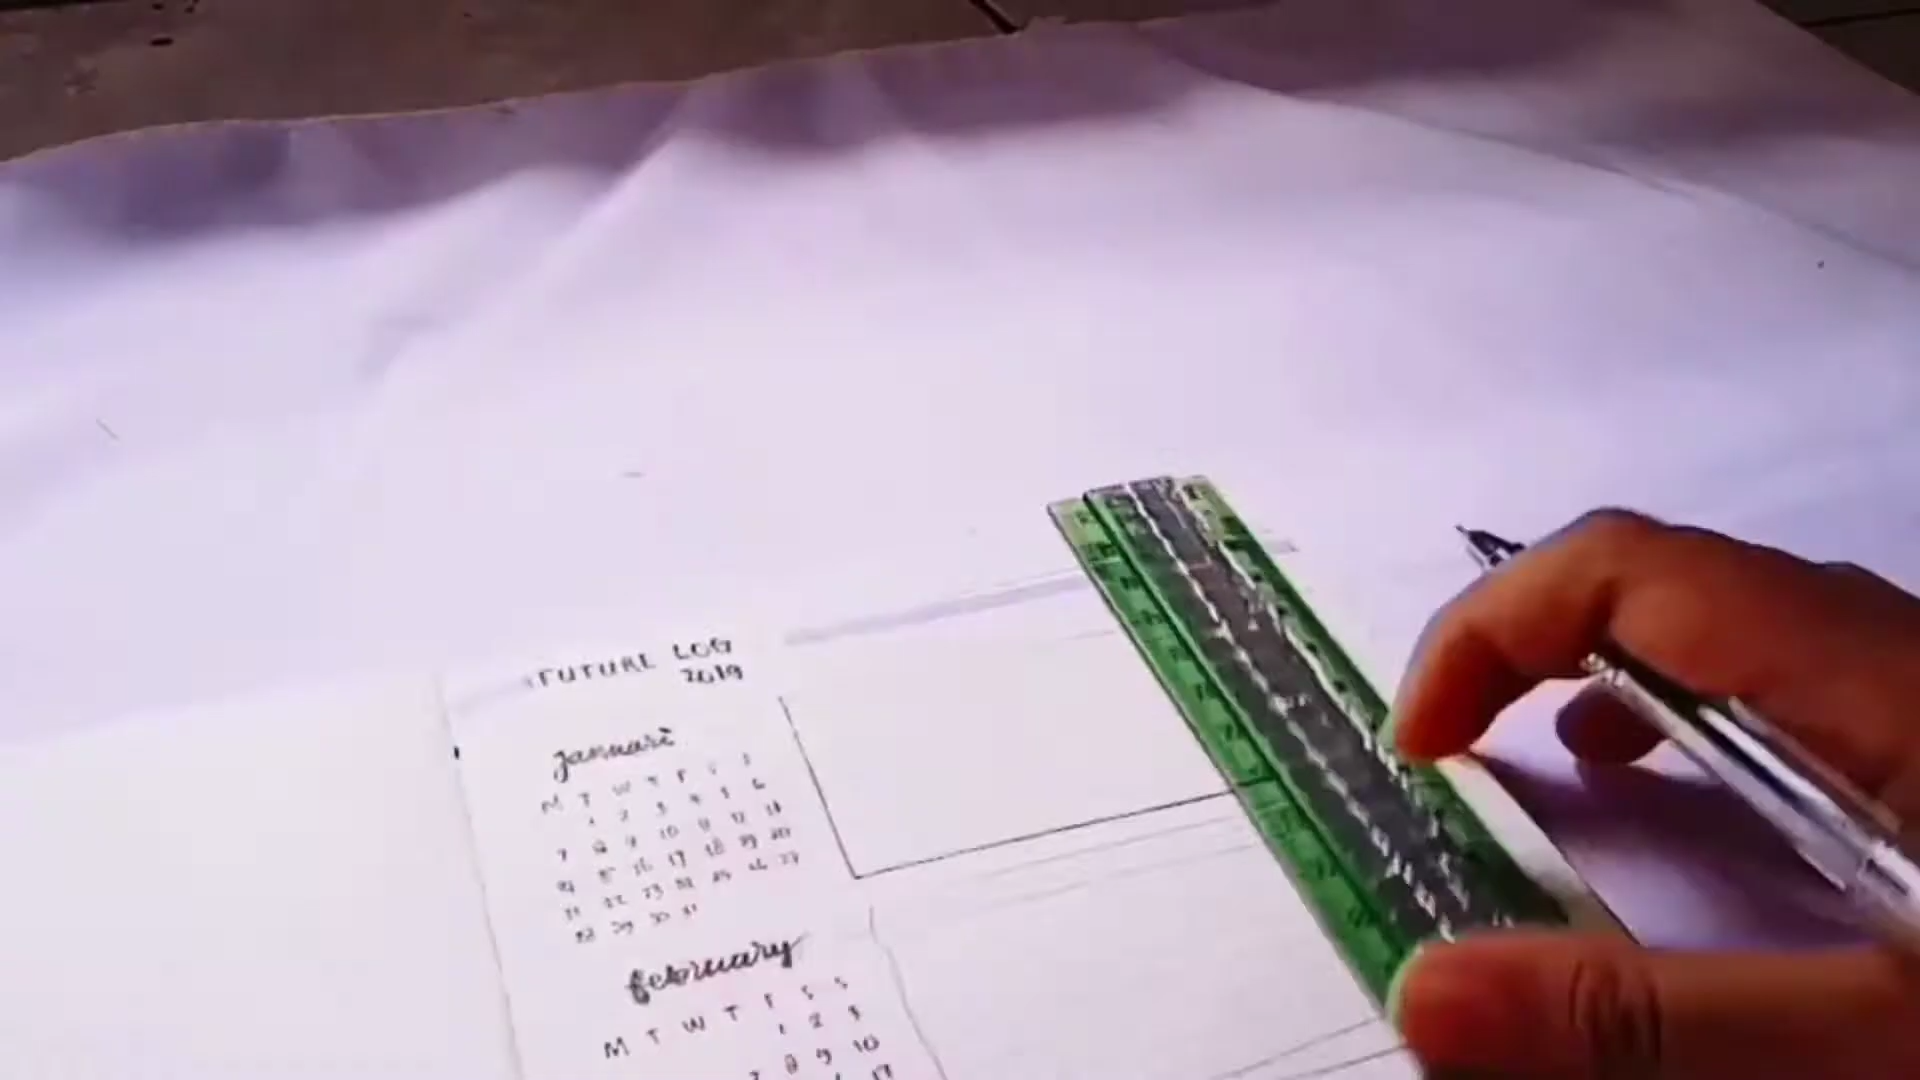 FUTURE LOG
2019
januari
M T W T F S S
1 2 3 4 5 6
7 8 9 10 11 12 13
14 15 16 17 18 19 20
21 22 23 24 25 26 27
28 29 30 31
february
M T W T F S S
1 2 3
7 8 9 10
17